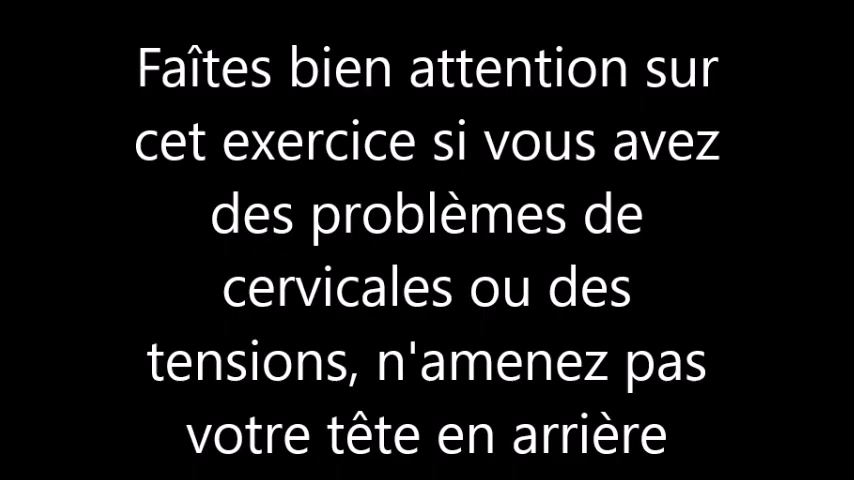 Faîtes bien attention sur
cet exercice si vous avez
des problèmes de
cervicales ou des
tensions, n'amenez pas
votre tête en arrière